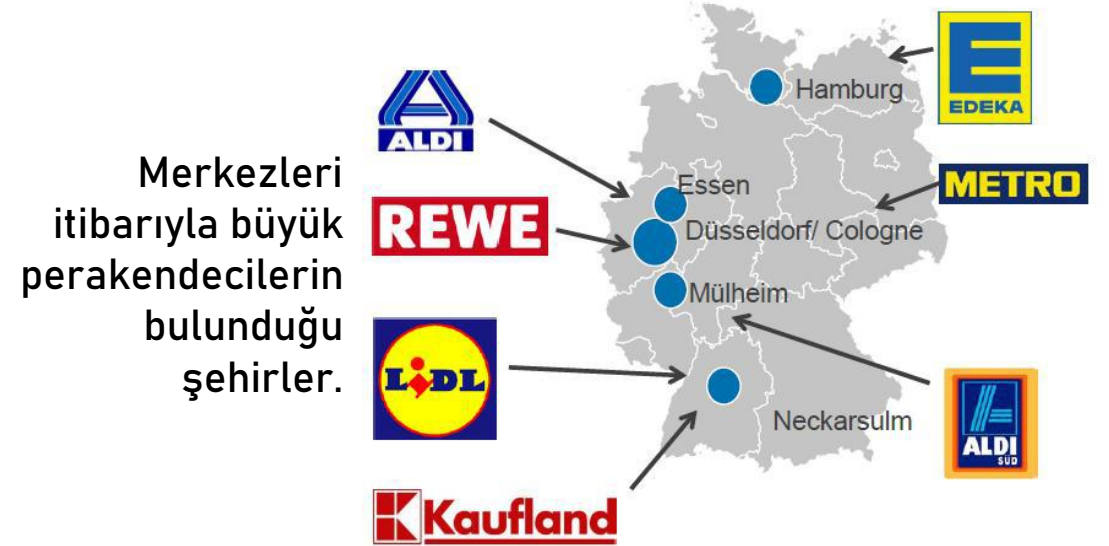 Merkezleri
itibarıyla büyük
perakendecilerin
bulunduğu
şehirler.
ALDI
REWE
LiDL
Kaufland
Hamburg
Essen
Düsseldorf/ Cologne
Mülheim
Neckarsulm
E
EDEKA
METRO
ALDI
SÜD